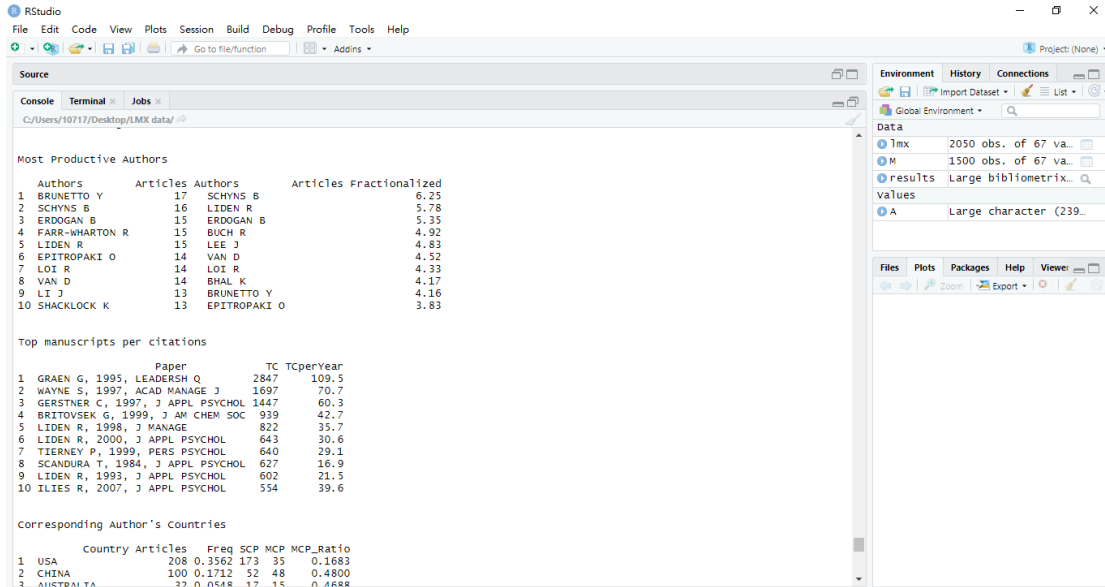 RStudio
File Edit Code View Plots Session Build Debug Profile Tools Help
Go to file/function Addins Project: (None)
Source
Console Terminal Jobs
C:/Users/10717/Desktop/LMX data/
Most Productive Authors
Authors Articles Authors Articles Fractionalized
1 BRUNETTO Y 17 SCHYNS B 6.25
2 SCHYNS B 16 LIDEN R 5.78
3 ERDOGAN B 15 ERDOGAN B 5.35
4 FARR-WHARTON R 15 BUCH R 4.92
5 LIDEN R 15 LEE J 4.83
6 EPITROPAKI O 14 VAN D 4.52
7 LOI R 14 LOI R 4.33
8 VAN D 14 BHAL K 4.17
9 LI J 13 BRUNETTO Y 4.16
10 SHACKLOCK K 13 EPITROPAKI O 3.83
Top manuscripts per citations
Paper TC TCperYear
1 GRAEN G, 1995, LEADERSH Q 2847 109.5
2 WAYNE S, 1997, ACAD MANAGE J 1697 70.7
3 GERSTNER C, 1997, J APPL PSYCHOL 1447 60.3
4 BRITOVSEK G, 1999, J AM CHEM SOC 939 42.7
5 LIDEN R, 1998, J MANAGE 822 35.7
6 LIDEN R, 2000, J APPL PSYCHOL 643 30.6
7 TIERNEY P, 1999, PERS PSYCHOL 640 29.1
8 SCANDURA T, 1984, J APPL PSYCHOL 627 16.9
9 LIDEN R, 1993, J APPL PSYCHOL 602 21.5
10 ILIES R, 2007, J APPL PSYCHOL 554 39.6
Corresponding Author's Countries
Country Articles Freq SCP MCP MCP_Ratio
1 USA 208 0.3562 173 35 0.1683
2 CHINA 100 0.1712 52 48 0.4800
3 AUSTRALIA 32 0.0548 17 15 0.4688
Environment History Connections
Import Dataset List
Global Environment
Data
lmx 2050 obs. of 67 va…
M 1500 obs. of 67 va…
results Large bibliometrix…
Values
A Large character (239…
Files Plots Packages Help Viewer
Zoom Export